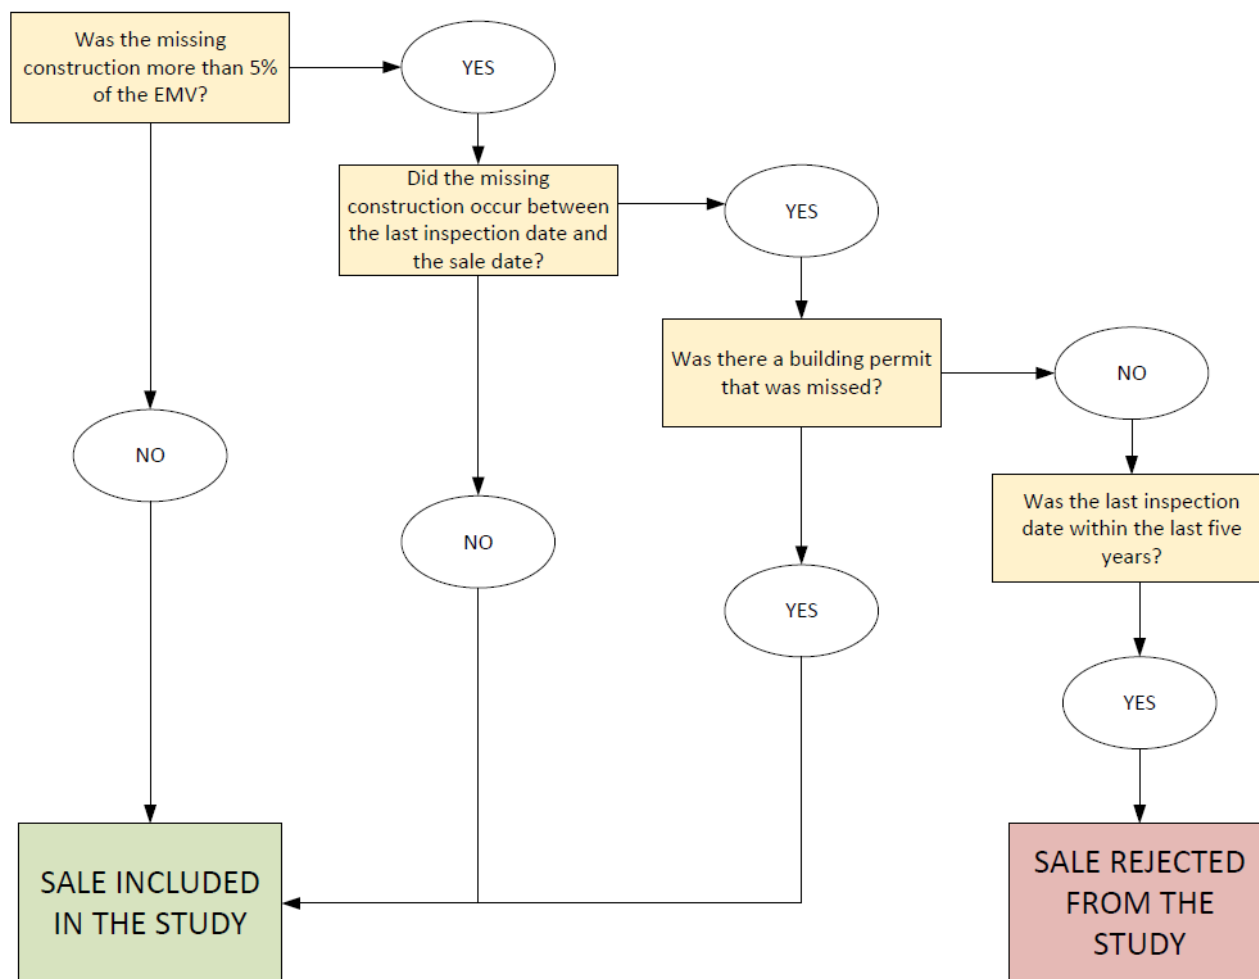 Was the missing
construction more than 5%
of the EMV?
YES
Did the missing
construction occur between
the last inspection date and
the sale date?
YES
Was there a building permit
that was missed?
NO
NO
Was the last inspection
date within the last five
years?
NO
YES
YES
SALE INCLUDED
IN THE STUDY
SALE REJECTED
FROM THE
STUDY